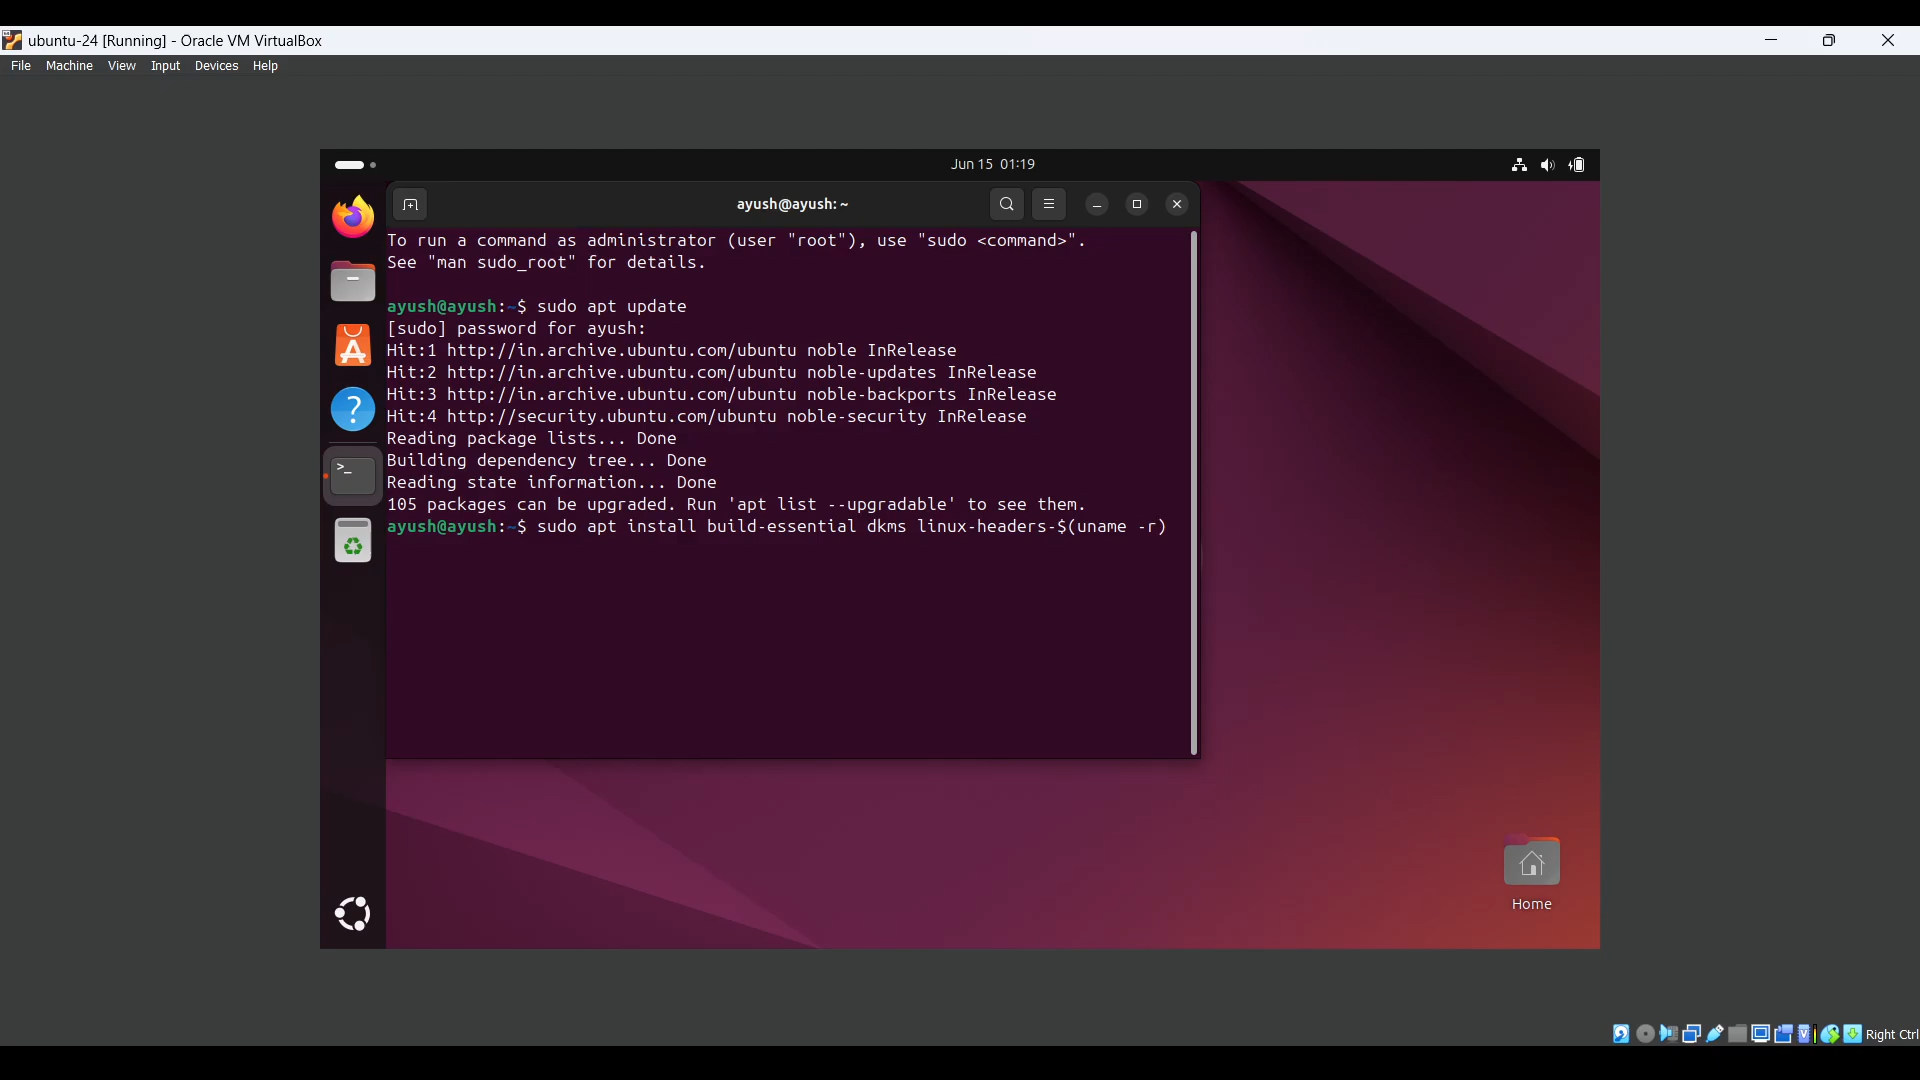 ubuntu-24 [Running] - Oracle VM VirtualBox
File Machine View Input Devices Help
Jun 15 01:19
ayush@ayush: ~
To run a command as administrator (user "root"), use "sudo <command>".
See "man sudo_root" for details.
ayush@ayush:~$ sudo apt update
[sudo] password for ayush:
Hit:1 http://in.archive.ubuntu.com/ubuntu noble InRelease
Hit:2 http://in.archive.ubuntu.com/ubuntu noble-updates InRelease
Hit:3 http://in.archive.ubuntu.com/ubuntu noble-backports InRelease
Hit:4 http://security.ubuntu.com/ubuntu noble-security InRelease
Reading package lists... Done
Building dependency tree... Done
Reading state information... Done
105 packages can be upgraded. Run 'apt list --upgradable' to see them.
ayush@ayush:~$ sudo apt install build-essential dkms linux-headers-$(uname -r)
Home
Right Ctrl